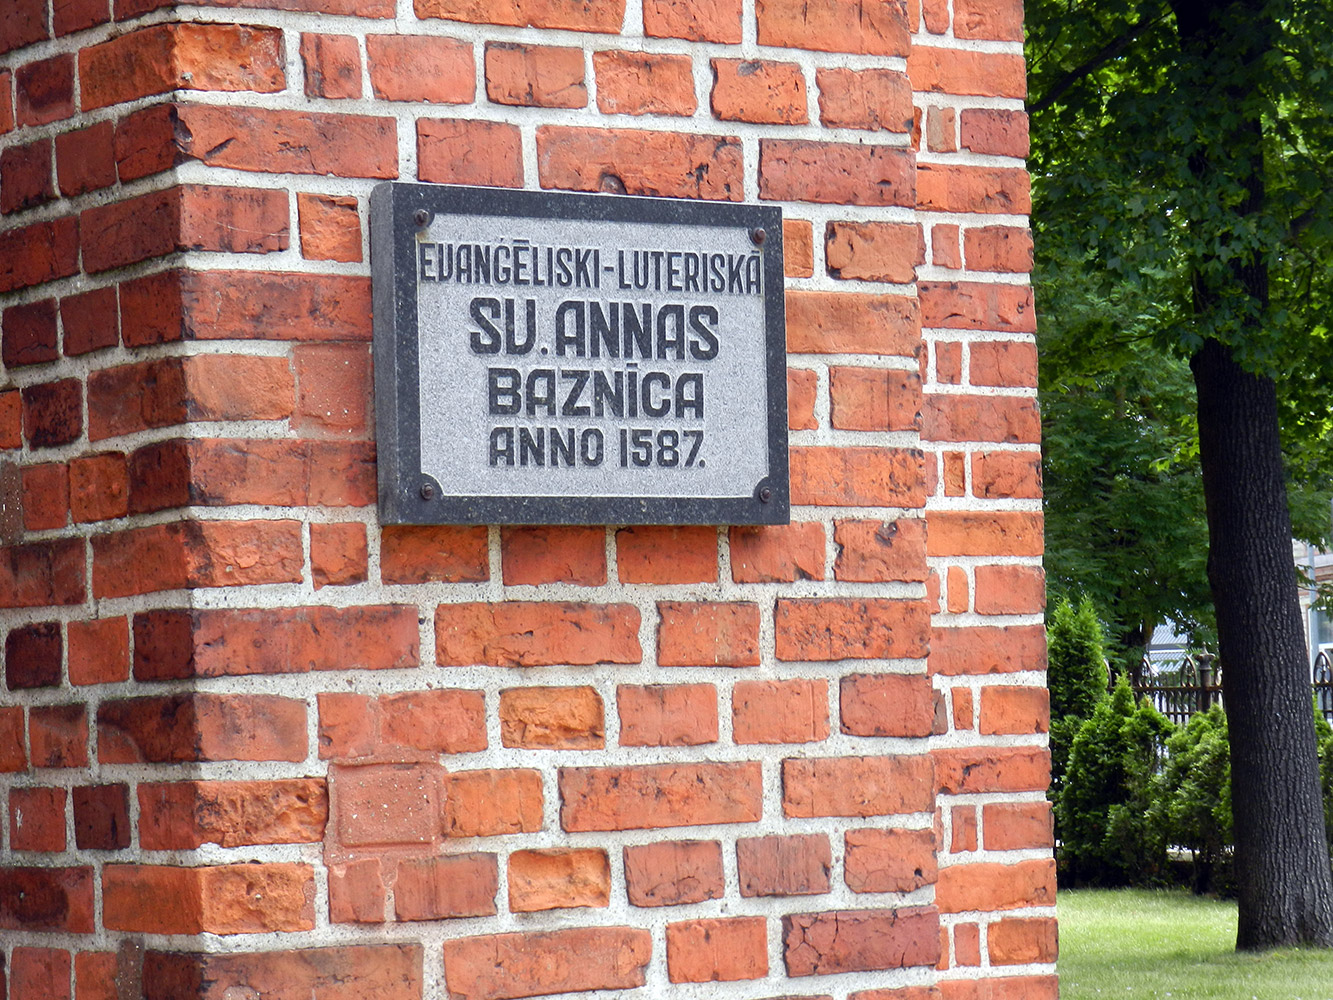 EVANĢĒLISKI-LUTERISKĀ
SV. ANNAS
BAZNĪCA
ANNO 1587.